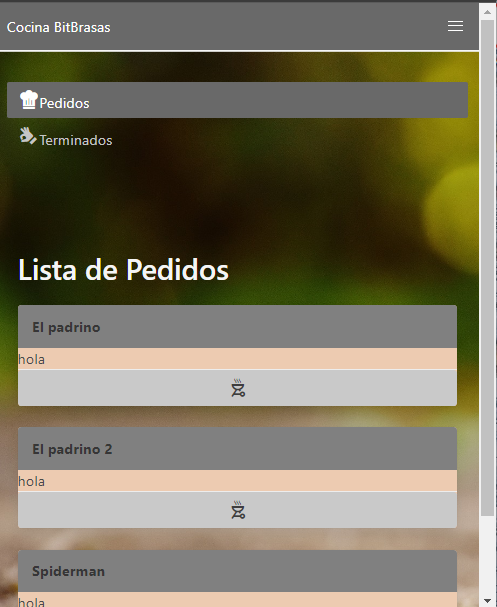 Cocina BitBrasas
Pedidos
Terminados
Lista de Pedidos
El padrino
hola
El padrino 2
hola
Spiderman
hola